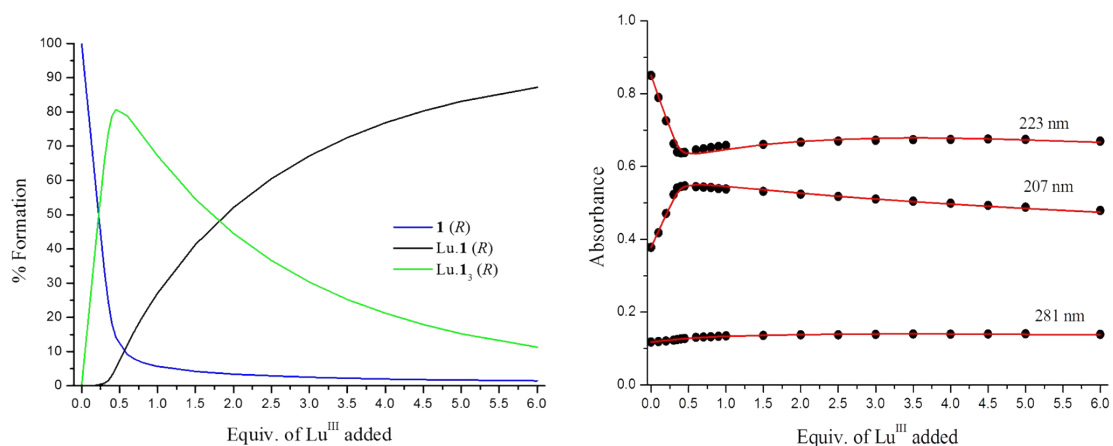 100
90
80
70
60
50
40
30
20
10
0
% Formation
1 (R)
Lu.1 (R)
Lu.1₃ (R)
0.0 0.5 1.0 1.5 2.0 2.5 3.0 3.5 4.0 4.5 5.0 5.5 6.0
Equiv. of Luᴵᴵᴵ added
1.0
0.8
0.6
0.4
0.2
0.0
Absorbance
223 nm
207 nm
281 nm
0.0 0.5 1.0 1.5 2.0 2.5 3.0 3.5 4.0 4.5 5.0 5.5 6.0
Equiv. of Luᴵᴵᴵ added